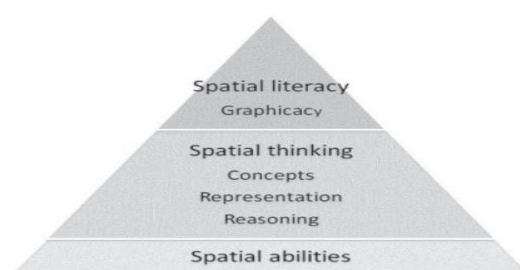 Spatial literacy
Graphicacy
Spatial thinking
Concepts
Representation
Reasoning
Spatial abilities